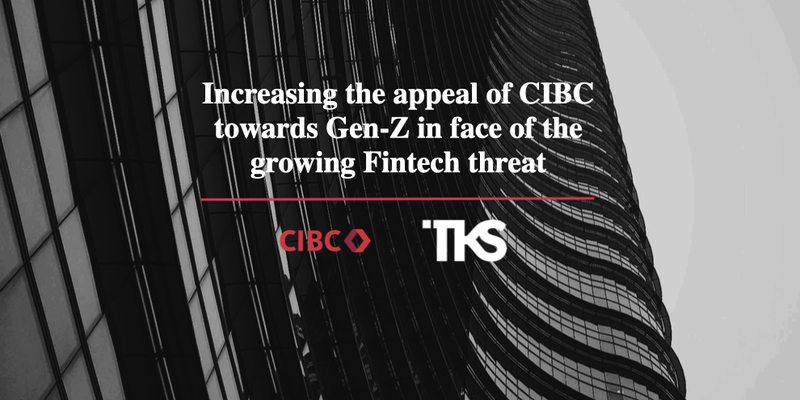 Increasing the appeal of CIBC
towards Gen-Z in face of the
growing Fintech threat
CIBC
TKS